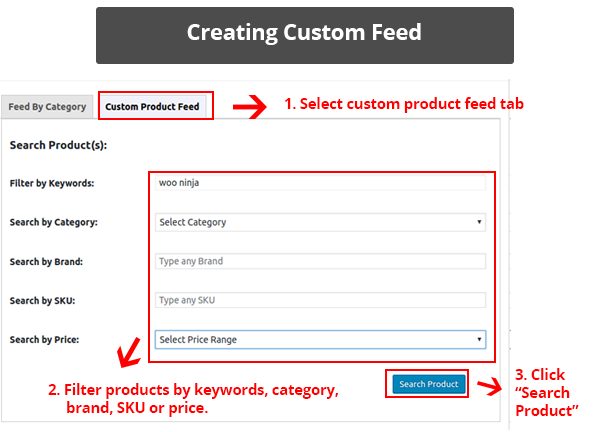 Creating Custom Feed
Feed By Category
Custom Product Feed
1. Select custom product feed tab
Search Product(s):
Filter by Keywords:
woo ninja
Search by Category:
Select Category
Search by Brand:
Type any Brand
Search by SKU:
Type any SKU
Search by Price:
Select Price Range
2. Filter products by keywords, category,
brand, SKU or price.
Search Product
3. Click
“Search
Product”